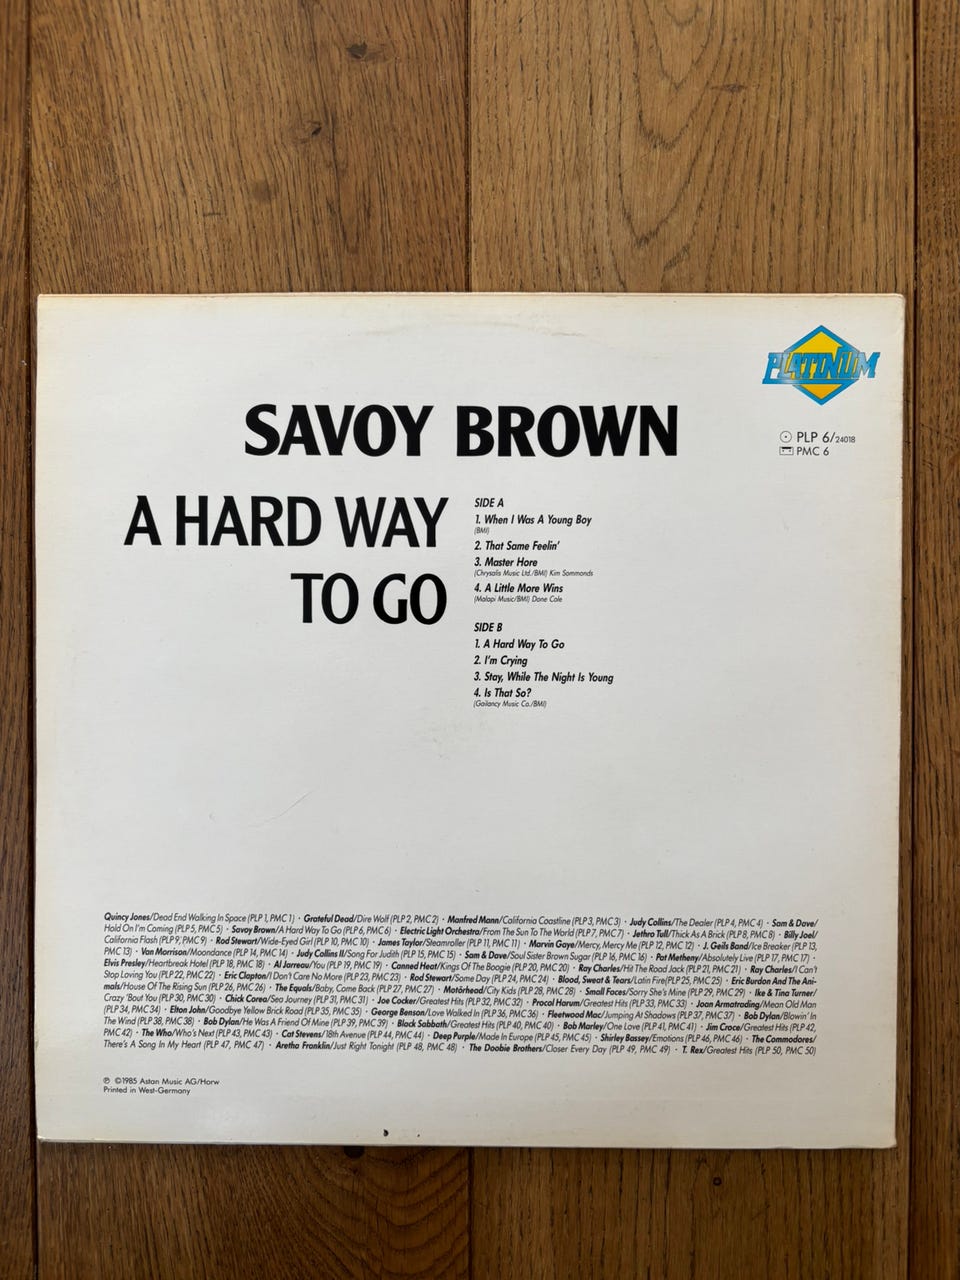 PLATINUM
PLP 6/24018
PMC 6
SAVOY BROWN
A HARD WAY
TO GO
SIDE A
1. When I Was A Young Boy
(BMI)
2. That Same Feelin'
3. Master Hore
(Chrysalis Music Ltd./BMI) Kim Sommonds
4. A Little More Wins
(Malapi Music/BMI) Dane Cole
SIDE B
1. A Hard Way To Go
2. I'm Crying
3. Stay, While The Night Is Young
4. Is That So?
(Gailancy Music Co./BMI)
Quincy Jones/Dead End Walking In Space (PLP 1, PMC 1) · Grateful Dead/Dire Wolf (PLP 2, PMC 2) · Manfred Mann/California Coastline (PLP 3, PMC 3) · Judy Collins/The Dealer (PLP 4, PMC 4) · Sam & Dave/
Hold On I'm Coming (PLP 5, PMC 5) · Savoy Brown/A Hard Way To Go (PLP 6, PMC 6) · Electric Light Orchestra/From The Sun To The World (PLP 7, PMC 7) · Jethro Tull/Thick As A Brick (PLP 8, PMC 8) · Billy Joel/
California Flash (PLP 9, PMC 9) · Rod Stewart/Wide-Eyed Girl (PLP 10, PMC 10) · James Taylor/Steamroller (PLP 11, PMC 11) · Marvin Gaye/Mercy, Mercy Me (PLP 12, PMC 12) · J. Geils Band/Ice Breaker (PLP 13,
PMC 13) · Van Morrison/Moondance (PLP 14, PMC 14) · Judy Collins II/Song For Judith (PLP 15, PMC 15) · Sam & Dave/Soul Sister Brown Sugar (PLP 16, PMC 16) · Pat Metheny/Absolutely Live (PLP 17, PMC 17) ·
Elvis Presley/Heartbreak Hotel (PLP 18, PMC 18) · Al Jarreau/You (PLP 19, PMC 19) · Canned Heat/Kings Of The Boogie (PLP 20, PMC 20) · Ray Charles/Hit The Road Jack (PLP 21, PMC 21) · Ray Charles/I Can't
Stop Loving You (PLP 22, PMC 22) · Eric Clapton/I Don't Care No More (PLP 23, PMC 23) · Rod Stewart/Some Day (PLP 24, PMC 24) · Blood, Sweat & Tears/Latin Fire (PLP 25, PMC 25) · Eric Burdon And The Ani-
mals/House Of The Rising Sun (PLP 26, PMC 26) · The Equals/Baby, Come Back (PLP 27, PMC 27) · Motörhead/City Kids (PLP 28, PMC 28) · Small Faces/Sorry She's Mine (PLP 29, PMC 29) · Ike & Tina Turner/
Crazy 'Bout You (PLP 30, PMC 30) · Chick Corea/Sea Journey (PLP 31, PMC 31) · Joe Cocker/Greatest Hits (PLP 32, PMC 32) · Procol Harum/Greatest Hits (PLP 33, PMC 33) · Joan Armatrading/Mean Old Man
(PLP 34, PMC 34) · Elton John/Goodbye Yellow Brick Road (PLP 35, PMC 35) · George Benson/Love Walked In (PLP 36, PMC 36) · Fleetwood Mac/Jumping At Shadows (PLP 37, PMC 37) · Bob Dylan/Blowin' In
The Wind (PLP 38, PMC 38) · Bob Dylan/He Was A Friend Of Mine (PLP 39, PMC 39) · Black Sabbath/Greatest Hits (PLP 40, PMC 40) · Bob Marley/One Love (PLP 41, PMC 41) · Jim Croce/Greatest Hits (PLP 42,
PMC 42) · The Who/Who's Next (PLP 43, PMC 43) · Cat Stevens/18th Avenue (PLP 44, PMC 44) · Deep Purple/Made In Europe (PLP 45, PMC 45) · Shirley Bassey/Emotions (PLP 46, PMC 46) · The Commodores/
There's A Song In My Heart (PLP 47, PMC 47) · Aretha Franklin/Just Right Tonight (PLP 48, PMC 48) · The Doobie Brothers/Closer Every Day (PLP 49, PMC 49) · T. Rex/Greatest Hits (PLP 50, PMC 50)
℗ ©1985 Astan Music AG/Horw
Printed in West-Germany